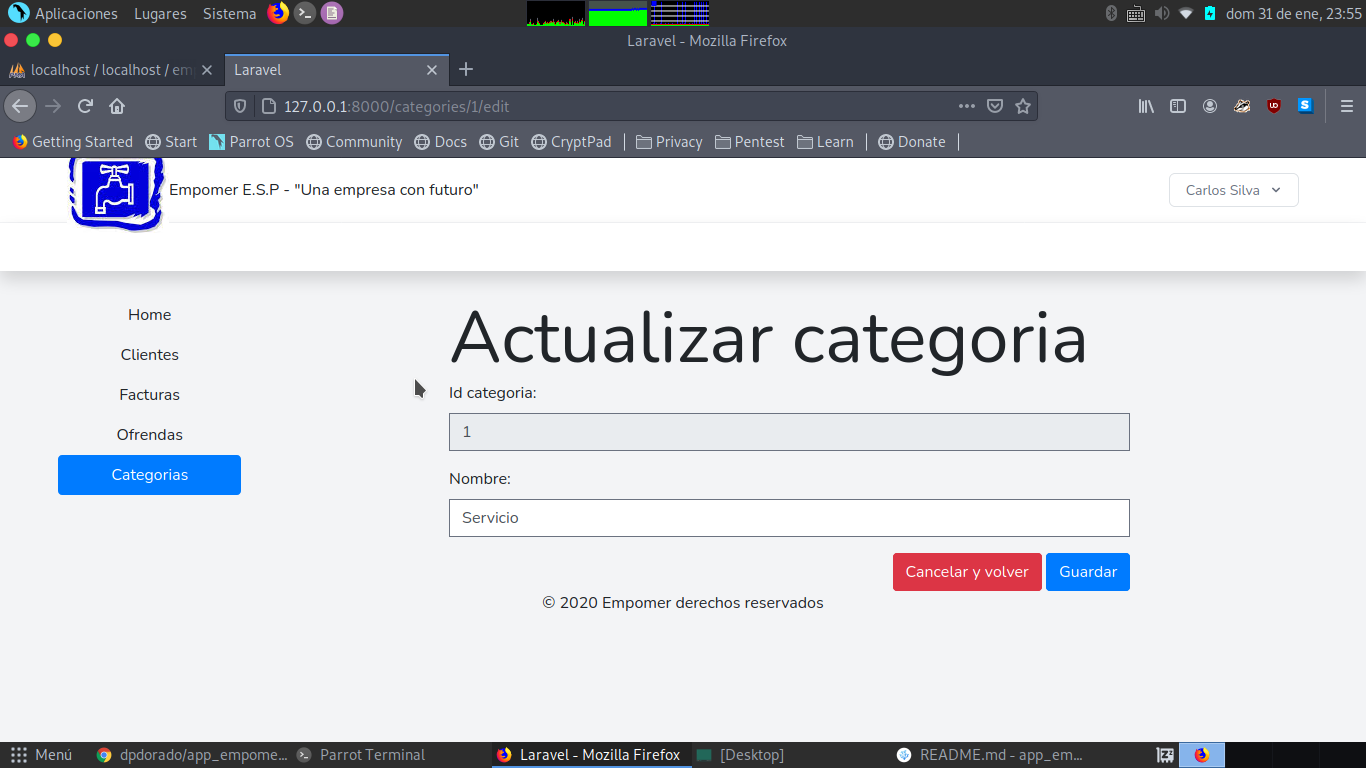 Aplicaciones Lugares Sistema dom 31 de ene, 23:55
Laravel - Mozilla Firefox
localhost / localhost / em Laravel
127.0.0.1:8000/categories/1/edit
Getting Started Start Parrot OS Community Docs Git CryptPad Privacy Pentest Learn Donate
Empomer E.S.P - "Una empresa con futuro" Carlos Silva
Home
Clientes
Facturas
Ofrendas
Categorias
Actualizar categoria
Id categoria:
1
Nombre:
Servicio
Cancelar y volver Guardar
© 2020 Empomer derechos reservados
Menú dpdorado/app_empome... Parrot Terminal Laravel - Mozilla Firefox [Desktop] README.md - app_em...